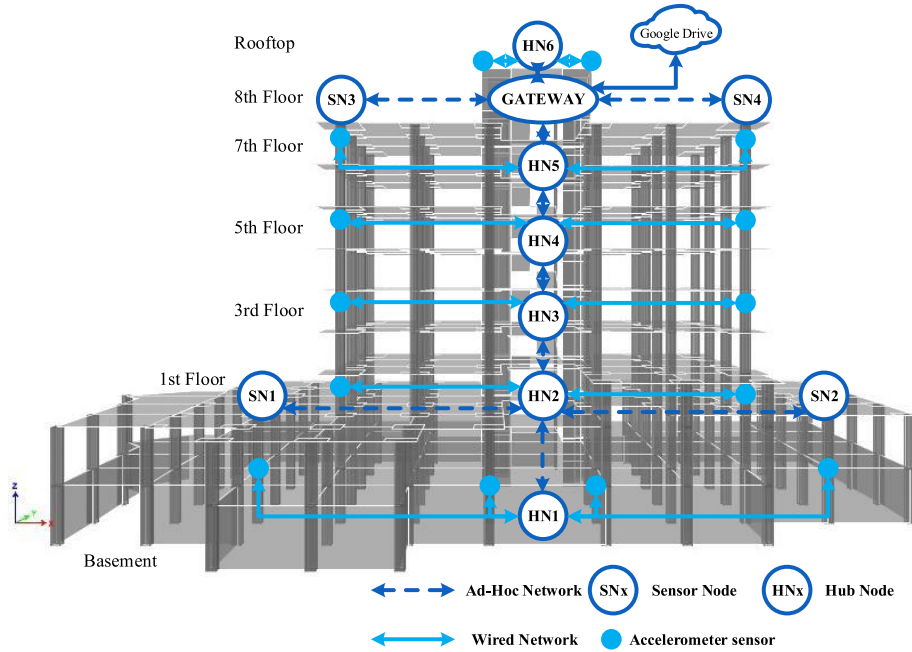 Rooftop
HN6
Google Drive
8th Floor
SN3
GATEWAY
SN4
7th Floor
HN5
5th Floor
HN4
3rd Floor
HN3
1st Floor
SN1
HN2
SN2
Z
Y
X
HN1
Basement
Ad-Hoc Network
SNx
Sensor Node
HNx
Hub Node
Wired Network
Accelerometer sensor